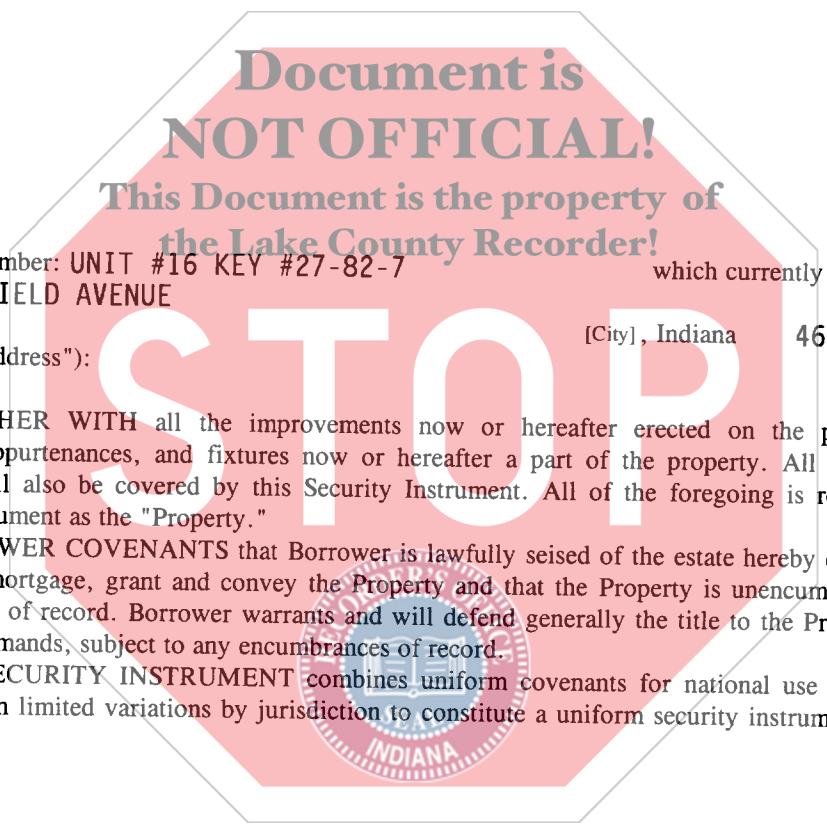 Document is
NOT OFFICIAL!
This Document is the property of
the Lake County Recorder!
mber: UNIT #16 KEY #27-82-7 which currently
IELD AVENUE
[City], Indiana 46
ddress"):
STOP
HER WITH all the improvements now or hereafter erected on the p
ppurtenances, and fixtures now or hereafter a part of the property. All
l also be covered by this Security Instrument. All of the foregoing is r
ument as the "Property."
WER COVENANTS that Borrower is lawfully seised of the estate hereby
nortgage, grant and convey the Property and that the Property is unencum
of record. Borrower warrants and will defend generally the title to the Pr
mands, subject to any encumbrances of record.
ECURITY INSTRUMENT combines uniform covenants for national use
n limited variations by jurisdiction to constitute a uniform security instrum
RECORDER'S OFFICE
SEAL
INDIANA